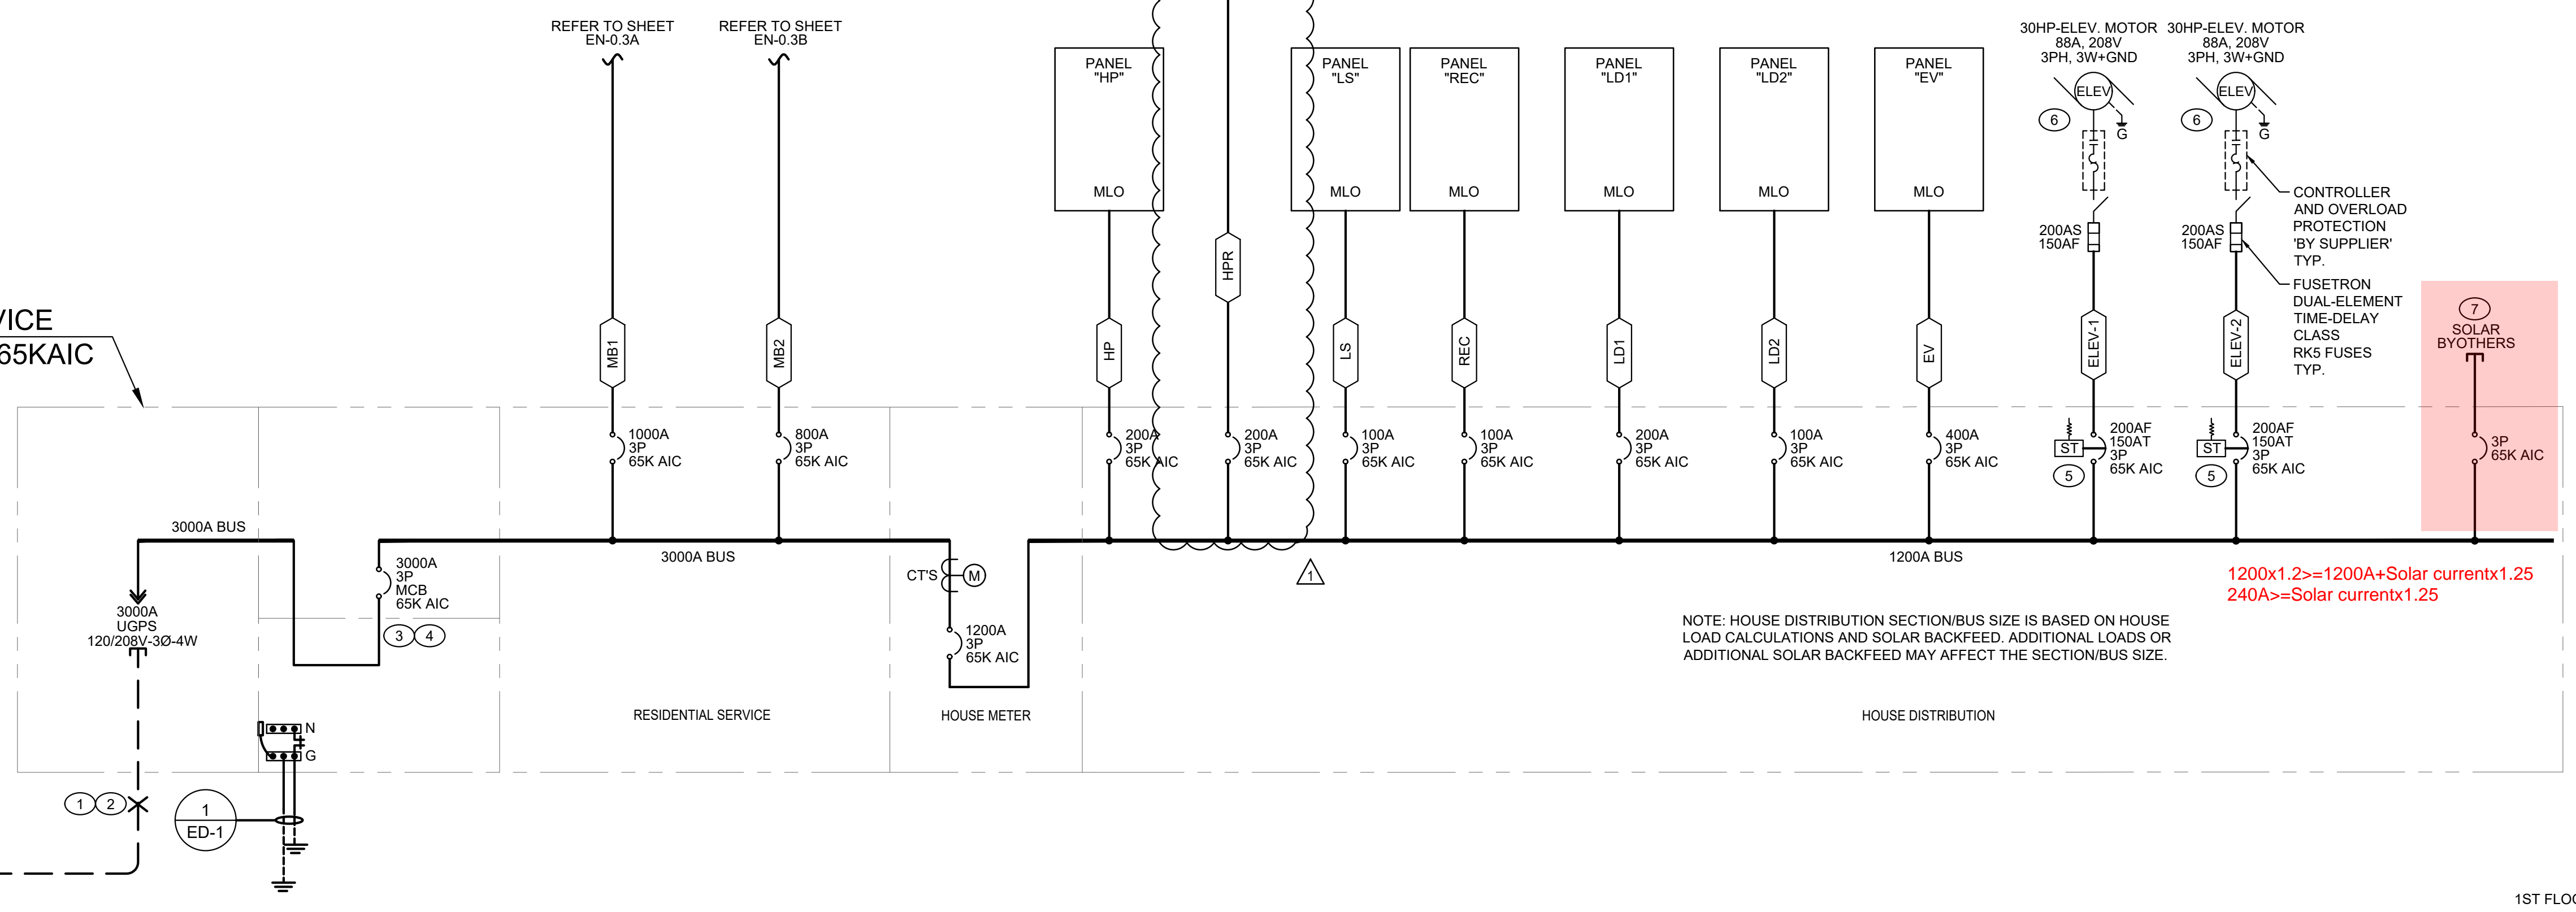 REFER TO SHEET
EN-0.3A
REFER TO SHEET
EN-0.3B
PANEL
"HP"
MLO
PANEL
"LS"
MLO
PANEL
"REC"
MLO
PANEL
"LD1"
MLO
PANEL
"LD2"
MLO
PANEL
"EV"
MLO
30HP-ELEV. MOTOR
88A, 208V
3PH, 3W+GND
ELEV
6
G
30HP-ELEV. MOTOR
88A, 208V
3PH, 3W+GND
ELEV
6
G
200AS
150AF
200AS
150AF
CONTROLLER
AND OVERLOAD
PROTECTION
'BY SUPPLIER'
TYP.
FUSETRON
DUAL-ELEMENT
TIME-DELAY
CLASS
RK5 FUSES
TYP.
7
SOLAR
BYOTHERS
VICE
65KAIC
MB1
MB2
HP
HPR
LS
REC
LD1
LD2
EV
ELEV-1
ELEV-2
1000A
3P
65K AIC
800A
3P
65K AIC
200A
3P
65K AIC
200A
3P
65K AIC
100A
3P
65K AIC
100A
3P
65K AIC
200A
3P
65K AIC
100A
3P
65K AIC
400A
3P
65K AIC
200AF
150AT
3P
65K AIC
ST
5
200AF
150AT
3P
65K AIC
ST
5
3P
65K AIC
3000A BUS
3000A BUS
1200A BUS
3000A
3P
MCB
65K AIC
3
4
CT'S
M
1200A
3P
65K AIC
1
3000A
UGPS
120/208V-3Ø-4W
1200x1.2>=1200A+Solar currentx1.25
240A>=Solar currentx1.25
NOTE: HOUSE DISTRIBUTION SECTION/BUS SIZE IS BASED ON HOUSE
LOAD CALCULATIONS AND SOLAR BACKFEED. ADDITIONAL LOADS OR
ADDITIONAL SOLAR BACKFEED MAY AFFECT THE SECTION/BUS SIZE.
RESIDENTIAL SERVICE
HOUSE METER
HOUSE DISTRIBUTION
N
G
1
2
1
ED-1
1ST FLOO